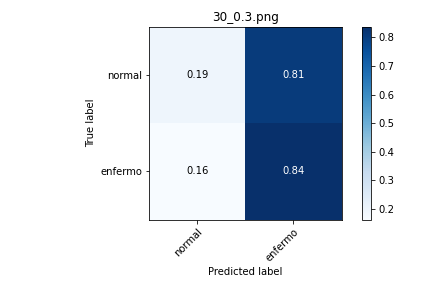 30_0.3.png
True label
normal
0.19
0.81
enfermo
0.16
0.84
normal
enfermo
Predicted label
0.8
0.7
0.6
0.5
0.4
0.3
0.2